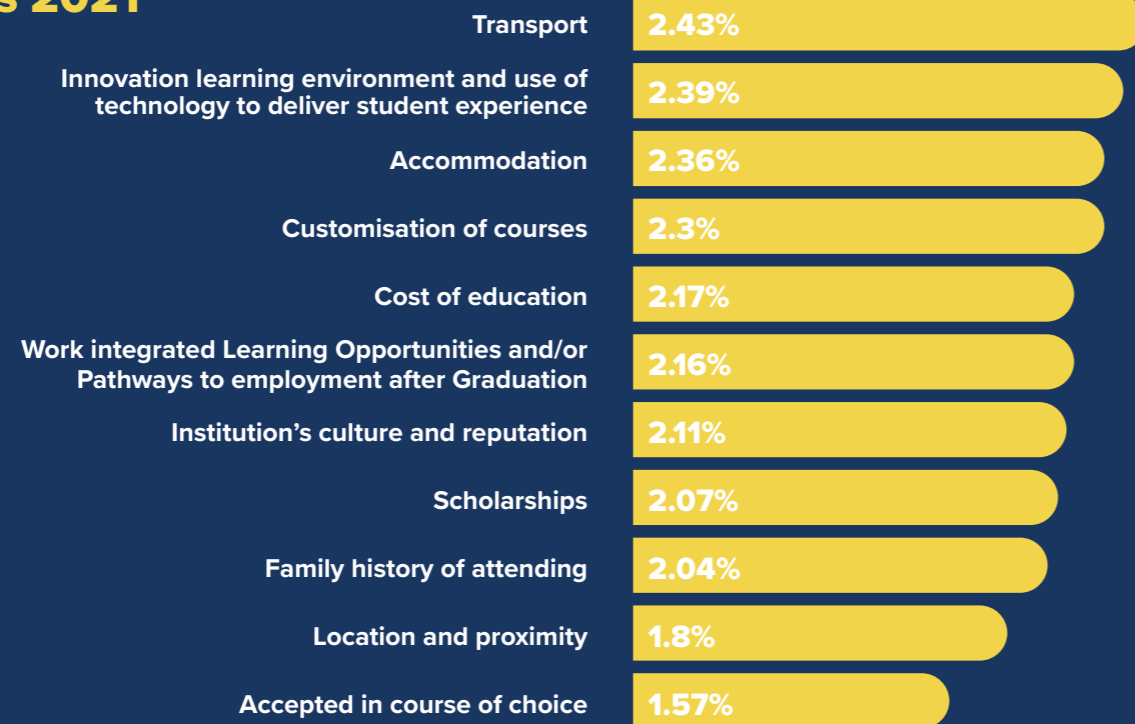 s 2021
Transport 2.43%
Innovation learning environment and use of
technology to deliver student experience 2.39%
Accommodation 2.36%
Customisation of courses 2.3%
Cost of education 2.17%
Work integrated Learning Opportunities and/or
Pathways to employment after Graduation 2.16%
Institution’s culture and reputation 2.11%
Scholarships 2.07%
Family history of attending 2.04%
Location and proximity 1.8%
Accepted in course of choice 1.57%